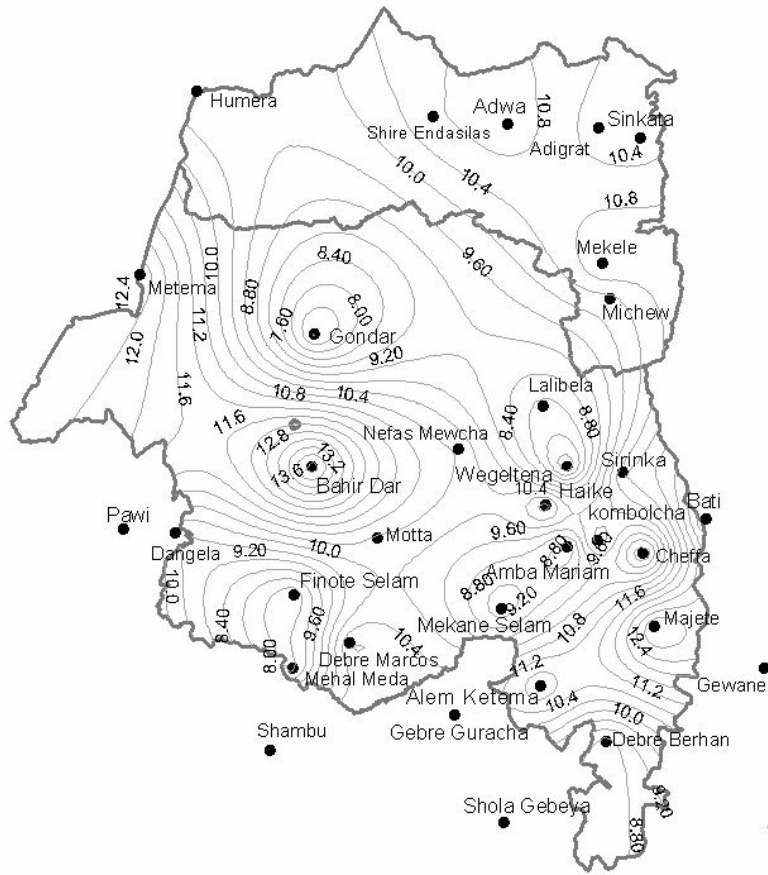 Humera
Shire Endasilas
Adwa
10.8
Sinkata
Adigrat
10.4
10.0
10.4
10.8
Mekele
Michew
9.60
10.0
8.80
8.40
8.00
7.60
Gondar
9.20
Metema
12.4
12.0
11.2
11.6
10.8
10.4
11.6
12.8
13.2
13.6
Bahir Dar
Nefas Mewcha
Lalibela
8.40
8.80
Wegeltena
Sirinka
10.4
Haike
kombolcha
Bati
Pawi
Dangela
9.20
10.0
Motta
9.60
8.80
9.60
Cheffa
10.0
Finote Selam
Amba Mariam
8.80
9.20
11.6
8.40
9.60
Mekane Selam
10.8
Majete
12.4
8.00
Debre Marcos
10.4
Mehal Meda
11.2
Alem Ketema
10.4
11.2
Gewane
Shambu
Gebre Guracha
10.0
Debre Berhan
Shola Gebeya
9.20
8.80